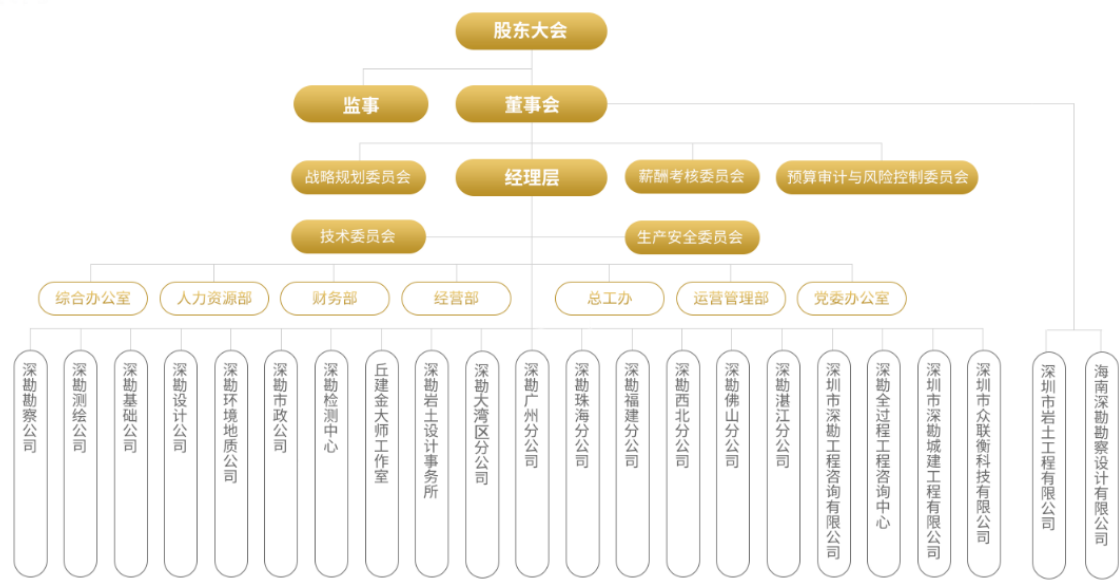 股东大会
监事
董事会
战略规划委员会
经理层
薪酬考核委员会
预算审计与风险控制委员会
技术委员会
生产安全委员会
综合办公室
人力资源部
财务部
经营部
总工办
运营管理部
党委办公室
深勘勘察公司
深勘测绘公司
深勘基础公司
深勘设计公司
深勘环境地质公司
深勘市政公司
深勘检测中心
丘建金大师工作室
深勘岩土设计事务所
深勘大湾区分公司
深勘广州分公司
深勘珠海分公司
深勘福建分公司
深勘西北分公司
深勘佛山分公司
深勘湛江分公司
深圳市深勘工程咨询有限公司
深勘全过程工程咨询中心
深圳市深勘城建工程有限公司
深圳市众联衡科技有限公司
深圳市岩土工程有限公司
海南深勘勘察设计有限公司